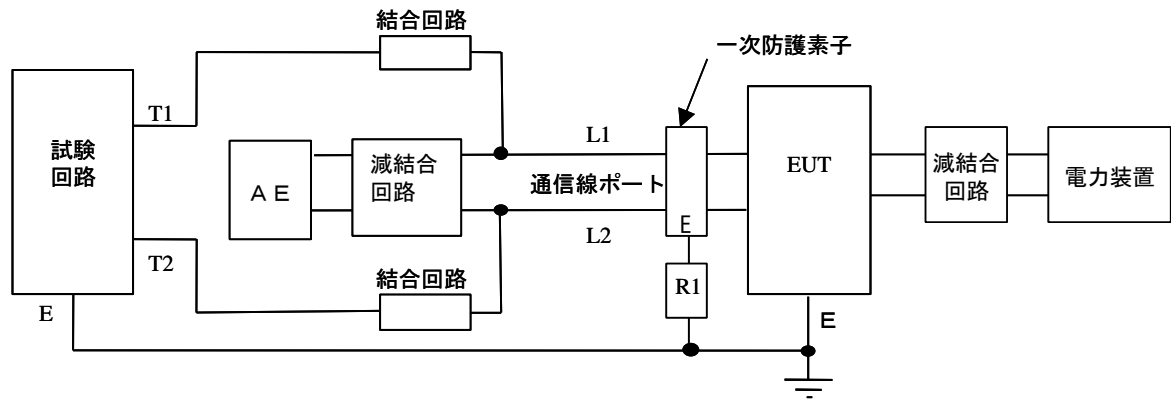 結合回路
一次防護素子
T1
試験
回路
L1
EUT
減結合
回路
電力装置
ＡＥ
減結合
回路
通信線ポート
E
L2
T2
結合回路
R1
E
E